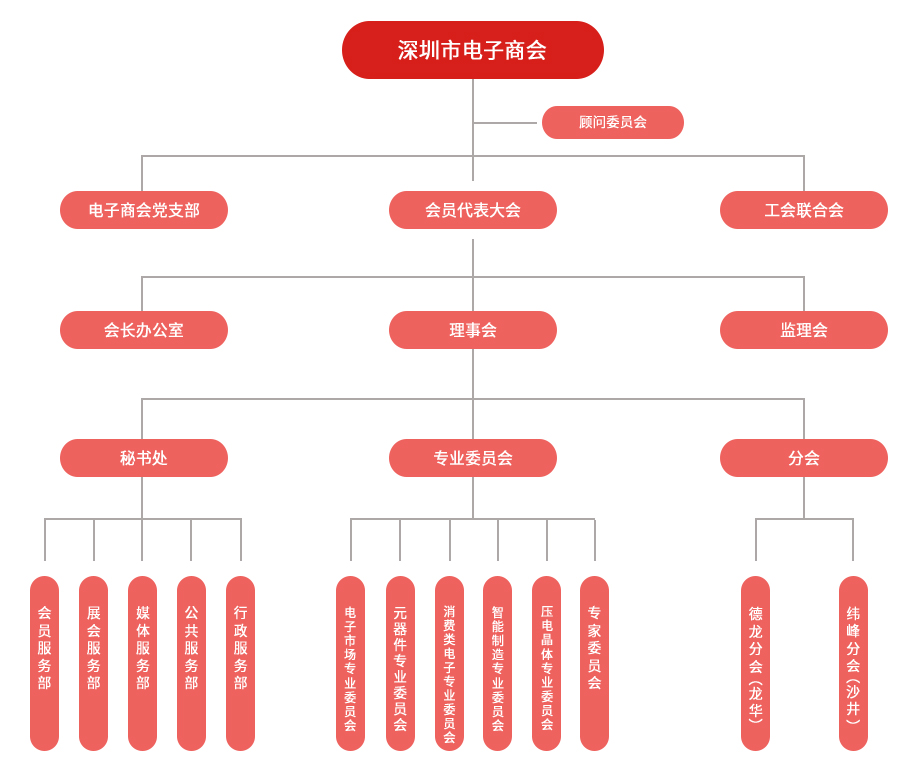 深圳市电子商会
顾问委员会
电子商会党支部
会员代表大会
工会联合会
会长办公室
理事会
监理会
秘书处
专业委员会
分会
会员服务部
展会服务部
媒体服务部
公共服务部
行政服务部
电子市场专业委员会
元器件专业委员会
消费类电子专业委员会
智能制造专业委员会
压电晶体专业委员会
专家委员会
德龙分会（龙华）
纬峰分会（沙井）